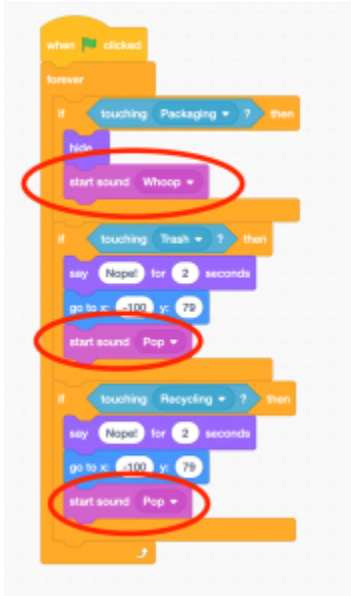 when clicked
forever
if touching Packaging ? then
hide
start sound Whoop
if touching Trash ? then
say Nope! for 2 seconds
go to x: -100 y: 79
start sound Pop
if touching Recycling ? then
say Nope! for 2 seconds
go to x: -100 y: 79
start sound Pop